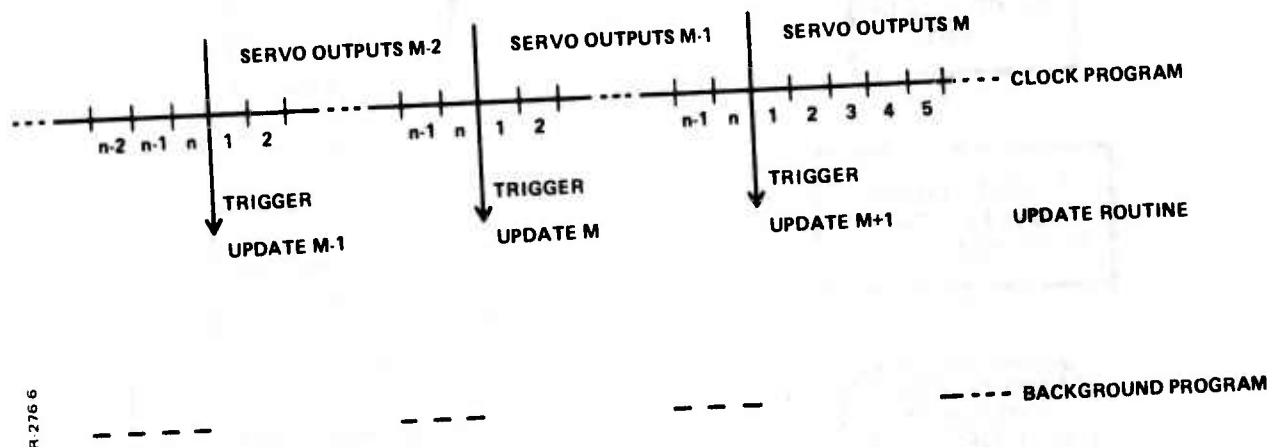 SERVO OUTPUTS M-2
SERVO OUTPUTS M-1
SERVO OUTPUTS M
CLOCK PROGRAM
n-2 n-1 n 1 2
n-1 n 1 2
n-1 n 1 2 3 4 5
TRIGGER
TRIGGER
TRIGGER
UPDATE M-1
UPDATE M
UPDATE M+1
UPDATE ROUTINE
BACKGROUND PROGRAM
R-276 6